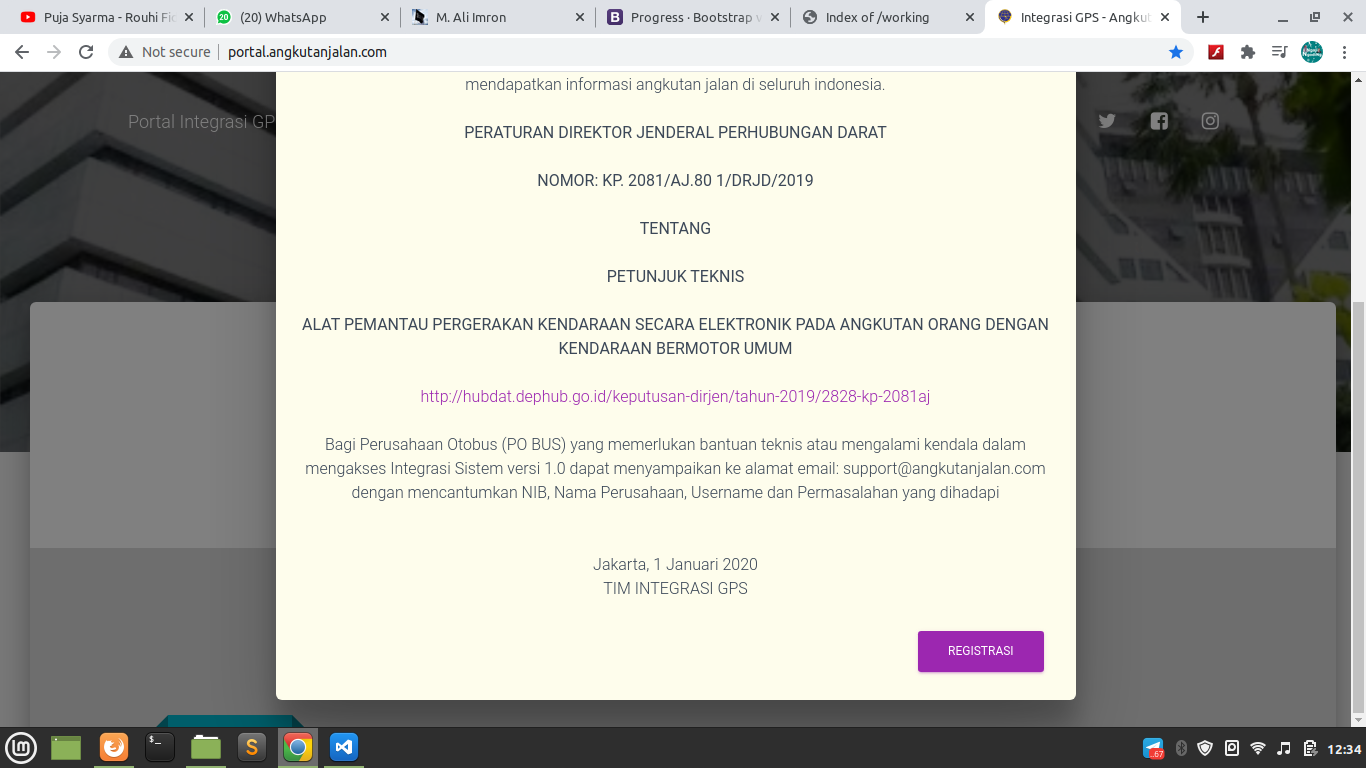 Puja Syarma - Rouhi Fid
(20) WhatsApp
M. Ali Imron
Progress · Bootstrap v
Index of /working
Integrasi GPS - Angkut
Not secure
portal.angkutanjalan.com
mendapatkan informasi angkutan jalan di seluruh indonesia.
Portal Integrasi GP
PERATURAN DIREKTOR JENDERAL PERHUBUNGAN DARAT
NOMOR: KP. 2081/AJ.80 1/DRJD/2019
TENTANG
PETUNJUK TEKNIS
ALAT PEMANTAU PERGERAKAN KENDARAAN SECARA ELEKTRONIK PADA ANGKUTAN ORANG DENGAN
KENDARAAN BERMOTOR UMUM
http://hubdat.dephub.go.id/keputusan-dirjen/tahun-2019/2828-kp-2081aj
Bagi Perusahaan Otobus (PO BUS) yang memerlukan bantuan teknis atau mengalami kendala dalam
mengakses Integrasi Sistem versi 1.0 dapat menyampaikan ke alamat email: support@angkutanjalan.com
dengan mencantumkan NIB, Nama Perusahaan, Username dan Permasalahan yang dihadapi
Jakarta, 1 Januari 2020
TIM INTEGRASI GPS
REGISTRASI
12:34